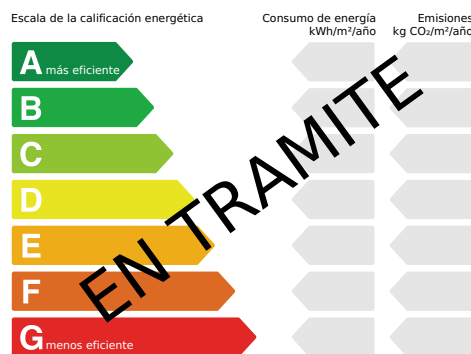 Escala de la calificación energética
Consumo de energía
kWh/m²/año
Emisiones
kg CO₂/m²/año
A más eficiente
B
C
D
E
F
G menos eficiente
EN TRAMITE